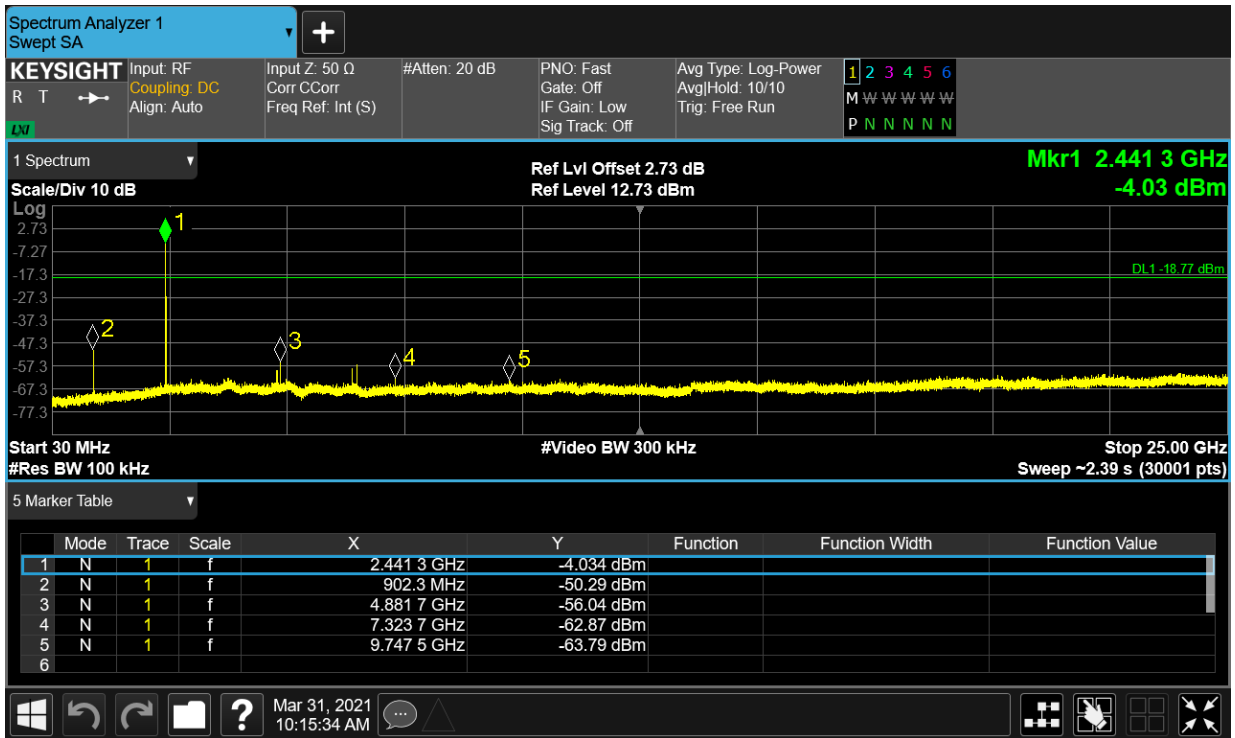 Spectrum Analyzer 1
Swept SA
+
KEYSIGHT
R T
LXI
Input: RF
Coupling: DC
Align: Auto
Input Z: 50 Ω
Corr CCorr
Freq Ref: Int (S)
#Atten: 20 dB
PNO: Fast
Gate: Off
IF Gain: Low
Sig Track: Off
Avg Type: Log-Power
Avg|Hold: 10/10
Trig: Free Run
1 2 3 4 5 6
M W W W W W
P N N N N N
1 Spectrum
Scale/Div 10 dB
Ref Lvl Offset 2.73 dB
Ref Level 12.73 dBm
Mkr1 2.441 3 GHz
-4.03 dBm
Log
2.73
-7.27
-17.3
-27.3
-37.3
-47.3
-57.3
-67.3
-77.3
1
2
3
4
5
DL1 -18.77 dBm
Start 30 MHz
#Video BW 300 kHz
Stop 25.00 GHz
#Res BW 100 kHz
Sweep ~2.39 s (30001 pts)
5 Marker Table
Mode Trace Scale X Y Function Function Width Function Value
1 N 1 f 2.441 3 GHz -4.034 dBm
2 N 1 f 902.3 MHz -50.29 dBm
3 N 1 f 4.881 7 GHz -56.04 dBm
4 N 1 f 7.323 7 GHz -62.87 dBm
5 N 1 f 9.747 5 GHz -63.79 dBm
6
?
Mar 31, 2021
10:15:34 AM